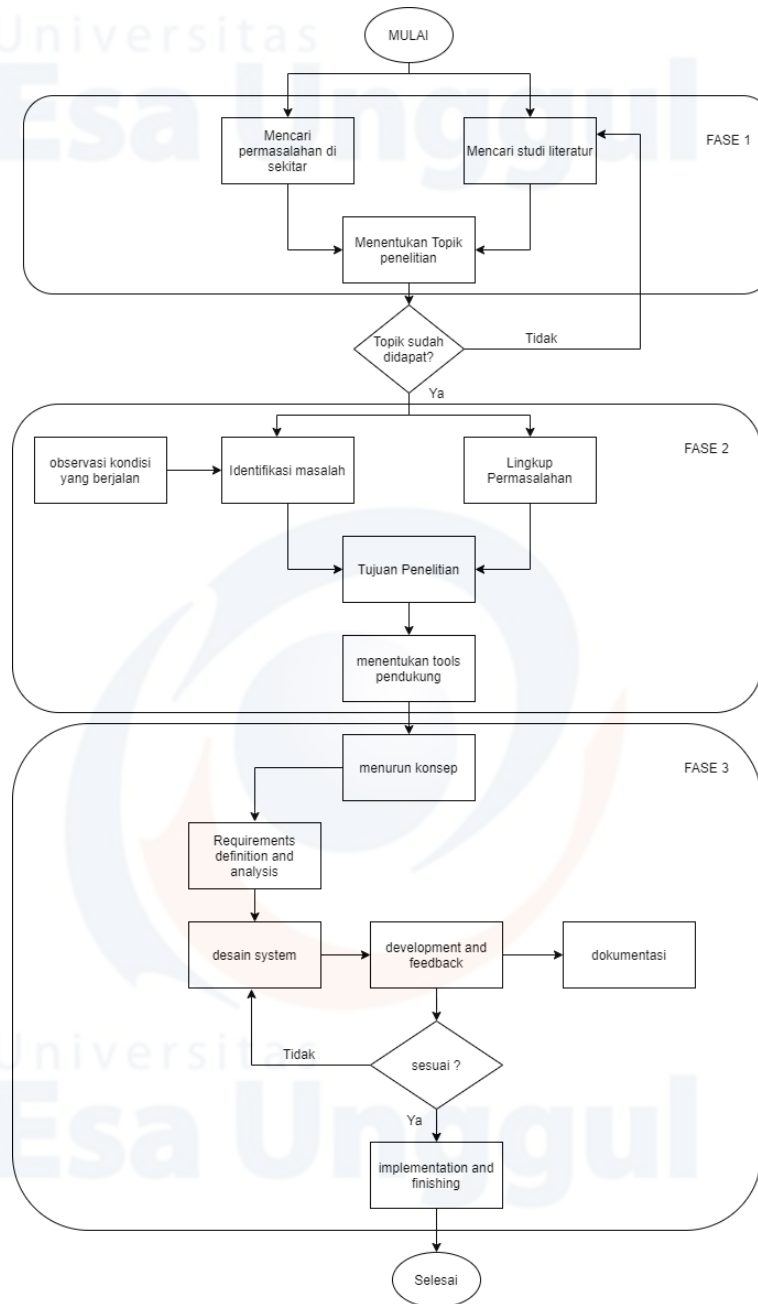 Universitas
Esa Unggul
MULAI
FASE 1
Mencari
permasalahan di
sekitar
Mencari studi literatur
Menentukan Topik
penelitian
Topik sudah
didapat?
Tidak
Ya
FASE 2
observasi kondisi
yang berjalan
Identifikasi masalah
Lingkup
Permasalahan
Tujuan Penelitian
menentukan tools
pendukung
FASE 3
menurun konsep
Requirements
definition and
analysis
desain system
development and
feedback
dokumentasi
Universitas
Esa Unggul
Tidak
sesuai ?
Ya
implementation and
finishing
Selesai